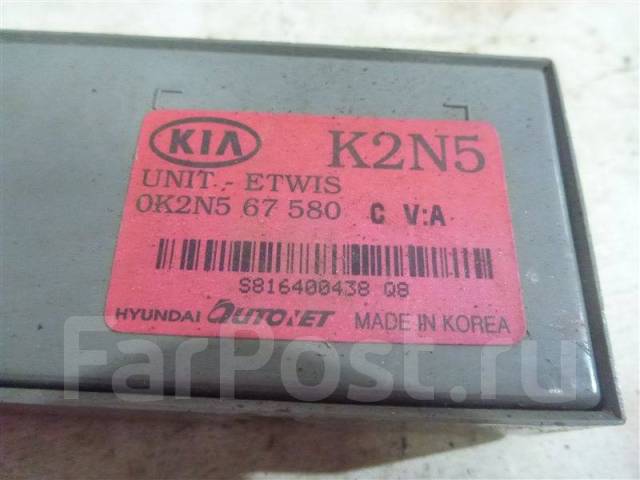 KIA K2N5
UNIT - ETWIS
0K2N5 67 580 C V:A
S816400438 Q8
HYUNDAI AUTONET MADE IN KOREA
FarPost.ru